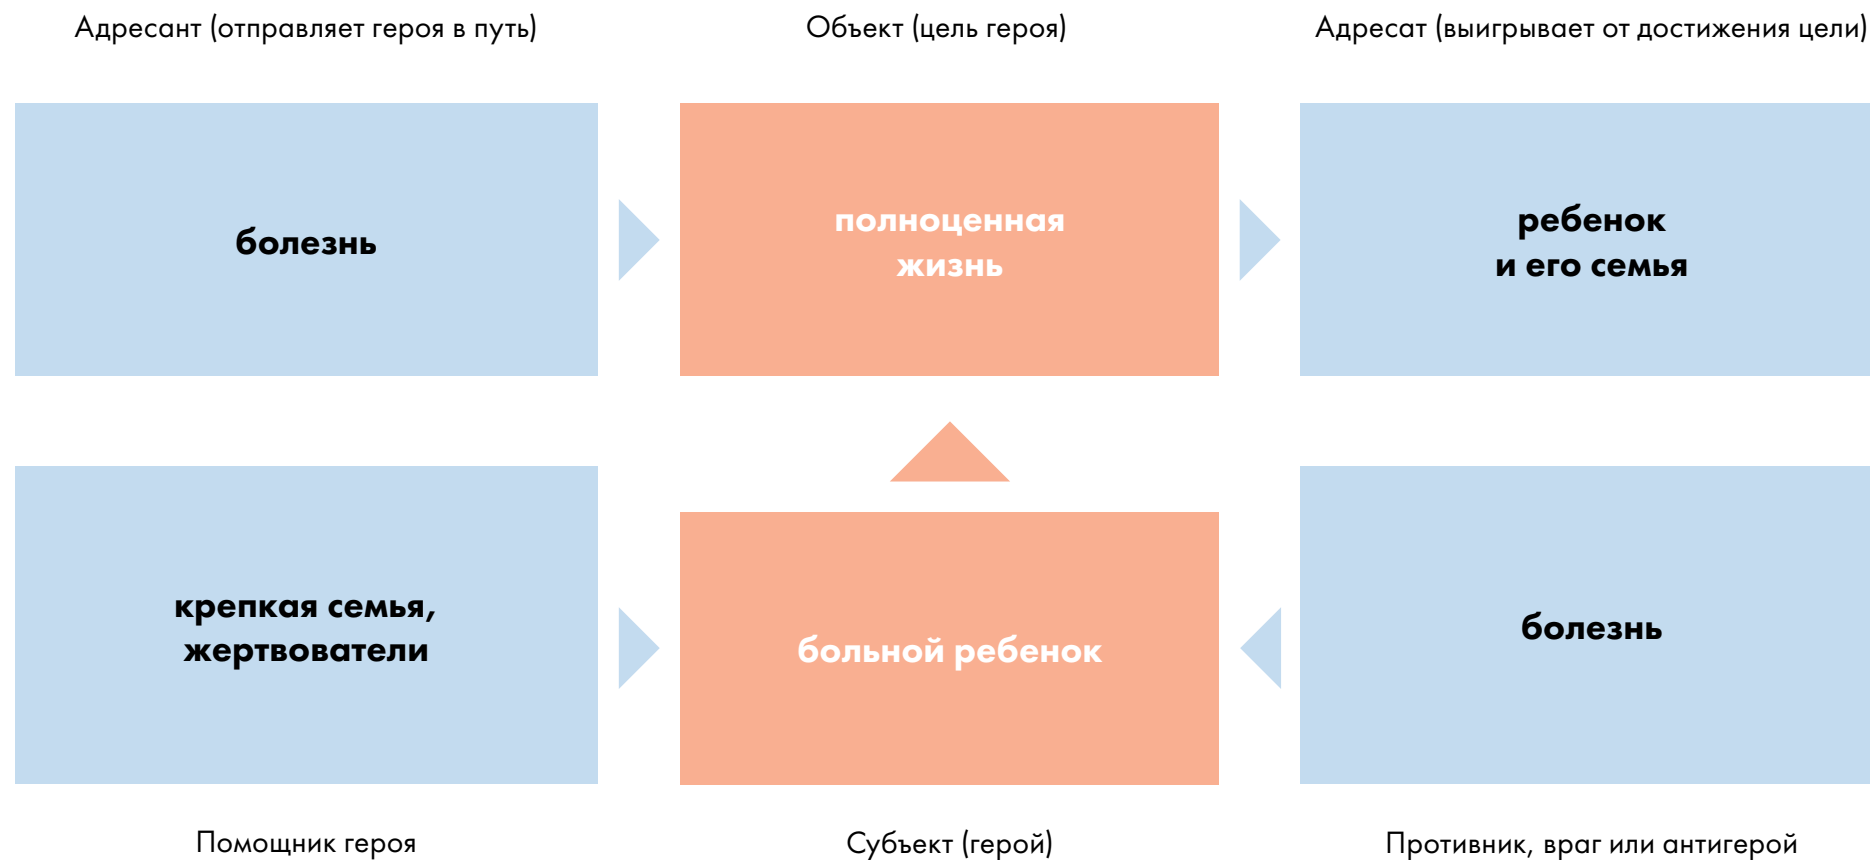 Адресант (отправляет героя в путь)
Объект (цель героя)
Адресат (выигрывает от достижения цели)
болезнь
полноценная
жизнь
ребенок
и его семья
крепкая семья,
жертвователи
больной ребенок
болезнь
Помощник героя
Субъект (герой)
Противник, враг или антигерой